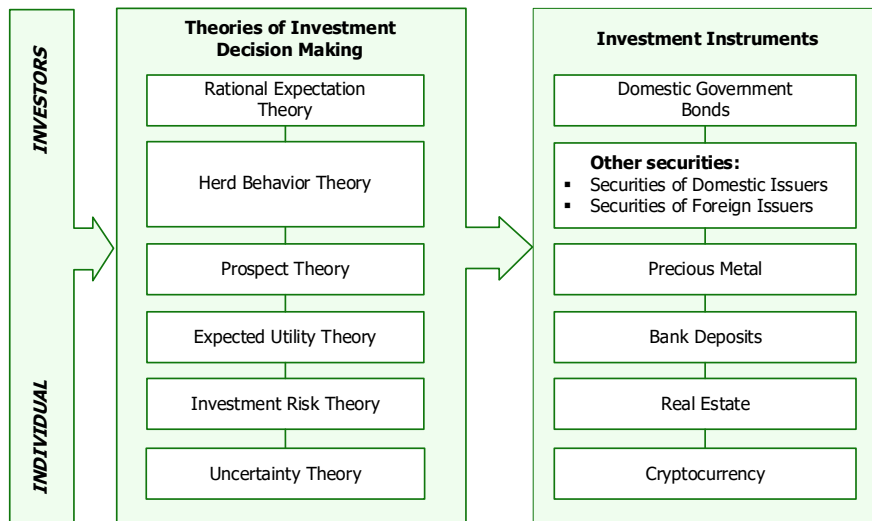 INDIVIDUAL INVESTORS
Theories of Investment
Decision Making
Rational Expectation
Theory
Herd Behavior Theory
Prospect Theory
Expected Utility Theory
Investment Risk Theory
Uncertainty Theory
Investment Instruments
Domestic Government
Bonds
Other securities:
▪ Securities of Domestic Issuers
▪ Securities of Foreign Issuers
Precious Metal
Bank Deposits
Real Estate
Cryptocurrency